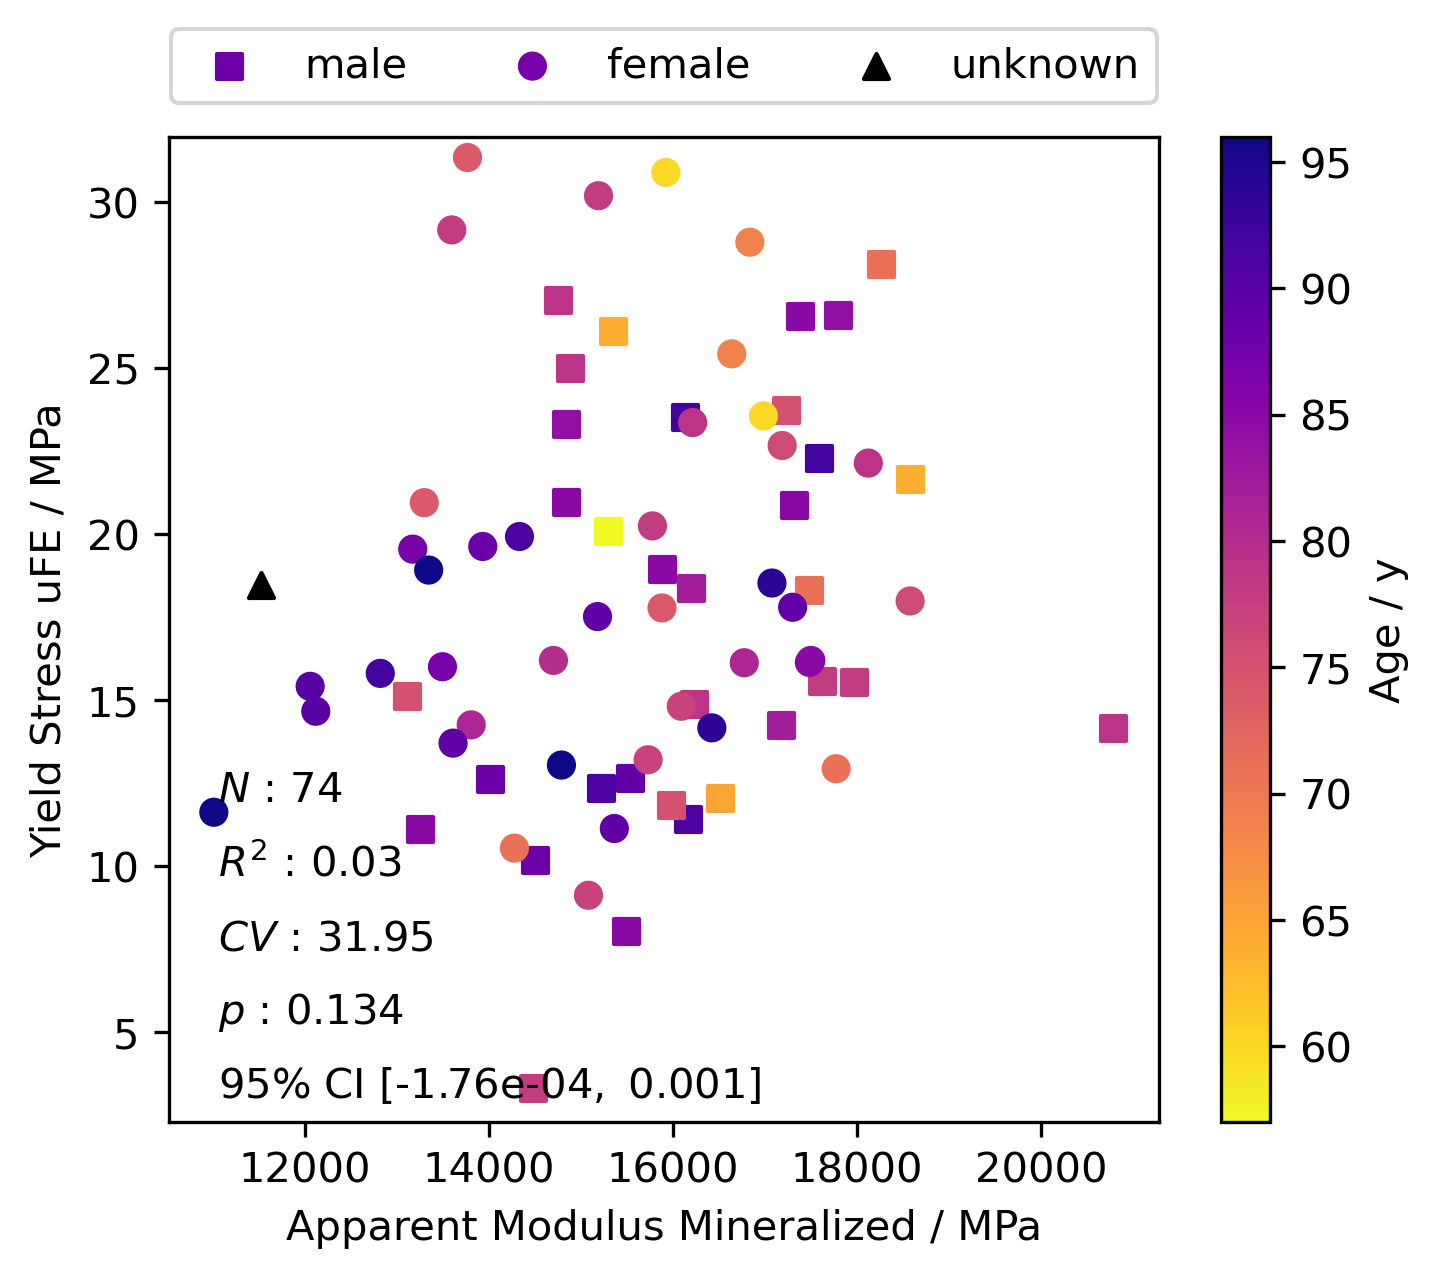 male female unknown
30
25
20
15
10
5
Yield Stress uFE / MPa
N : 74
R² : 0.03
CV : 31.95
p : 0.134
95% CI [-1.76e-04, 0.001]
12000 14000 16000 18000 20000
Apparent Modulus Mineralized / MPa
95
90
85
80
75
70
65
60
Age / y